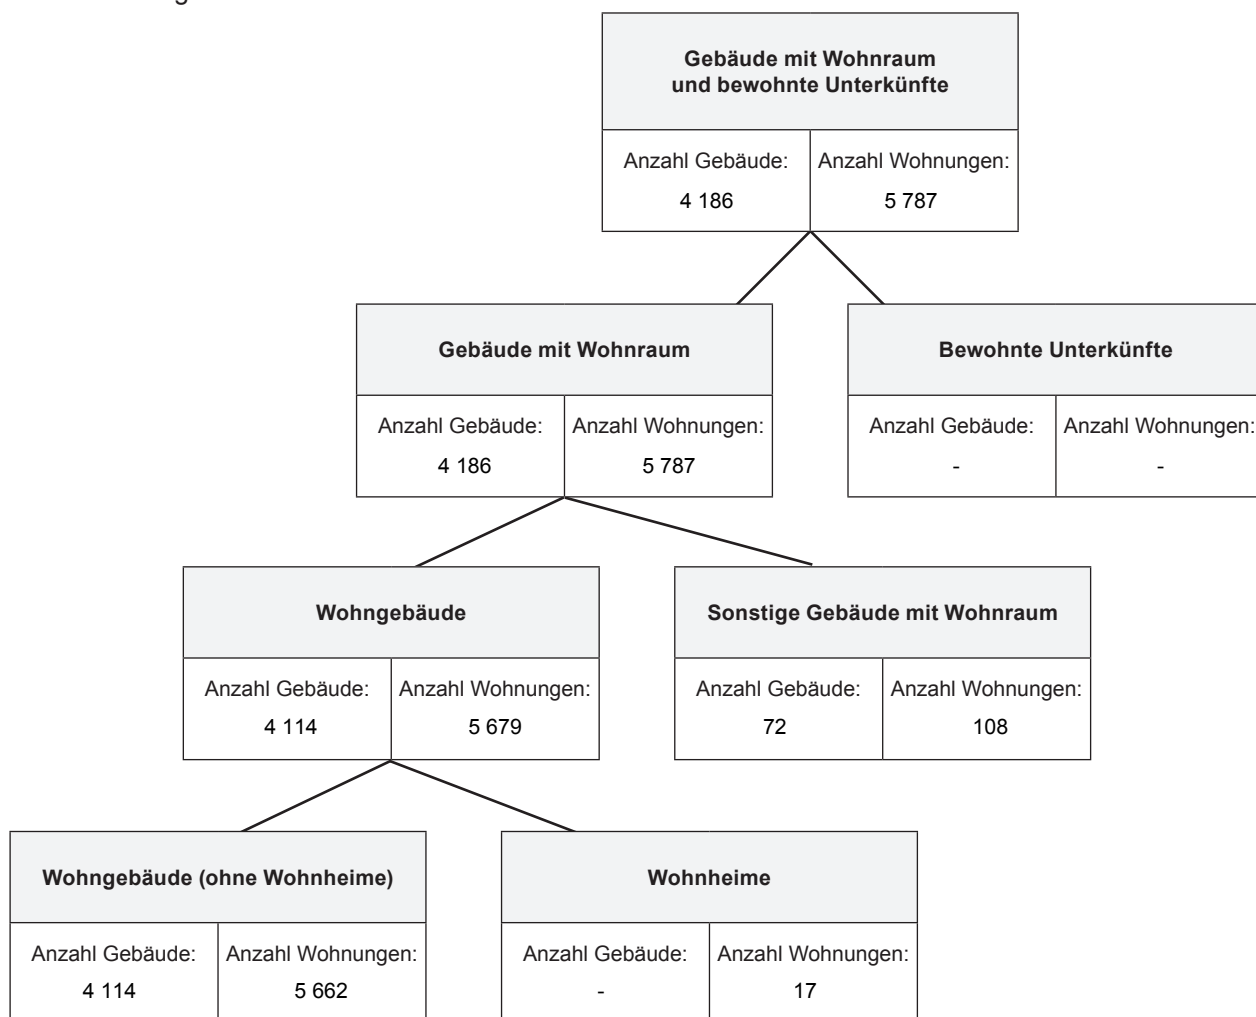 Gebäude mit Wohnraum
und bewohnte Unterkünfte
Anzahl Gebäude: Anzahl Wohnungen:
4 186 5 787
Gebäude mit Wohnraum
Bewohnte Unterkünfte
Anzahl Gebäude: Anzahl Wohnungen:
4 186 5 787
Anzahl Gebäude: Anzahl Wohnungen:
- -
Wohngebäude
Sonstige Gebäude mit Wohnraum
Anzahl Gebäude: Anzahl Wohnungen:
4 114 5 679
Anzahl Gebäude: Anzahl Wohnungen:
72 108
Wohngebäude (ohne Wohnheime)
Wohnheime
Anzahl Gebäude: Anzahl Wohnungen:
4 114 5 662
Anzahl Gebäude: Anzahl Wohnungen:
- 17